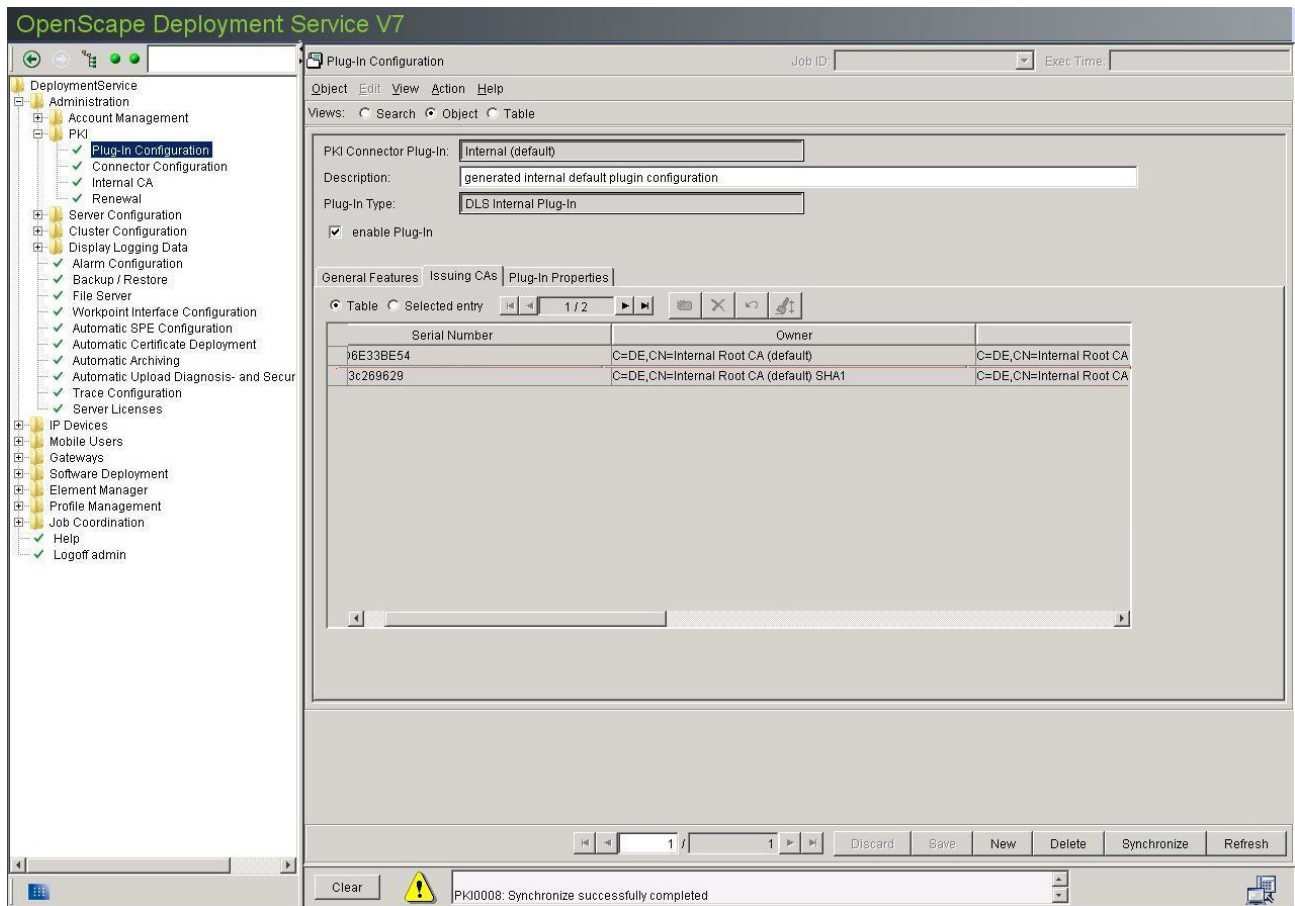 OpenScape Deployment Service V7
DeploymentService
Administration
Account Management
PKI
Plug-In Configuration
Connector Configuration
Internal CA
Renewal
Server Configuration
Cluster Configuration
Display Logging Data
Alarm Configuration
Backup / Restore
File Server
Workpoint Interface Configuration
Automatic SPE Configuration
Automatic Certificate Deployment
Automatic Archiving
Automatic Upload Diagnosis- and Secur
Trace Configuration
Server Licenses
IP Devices
Mobile Users
Gateways
Software Deployment
Element Manager
Profile Management
Job Coordination
Help
Logoff admin
Plug-In Configuration Job ID: Exec Time:
Object Edit View Action Help
Views: Search Object Table
PKI Connector Plug-In: Internal (default)
Description: generated internal default plugin configuration
Plug-In Type: DLS Internal Plug-In
enable Plug-In
General Features Issuing CAs Plug-In Properties
Table Selected entry 1 / 2
Serial Number Owner
6E33BE54 C=DE,CN=Internal Root CA (default) C=DE,CN=Internal Root CA
3c269629 C=DE,CN=Internal Root CA (default) SHA1 C=DE,CN=Internal Root CA
1 / 1 Discard Save New Delete Synchronize Refresh
Clear PKI0008: Synchronize successfully completed